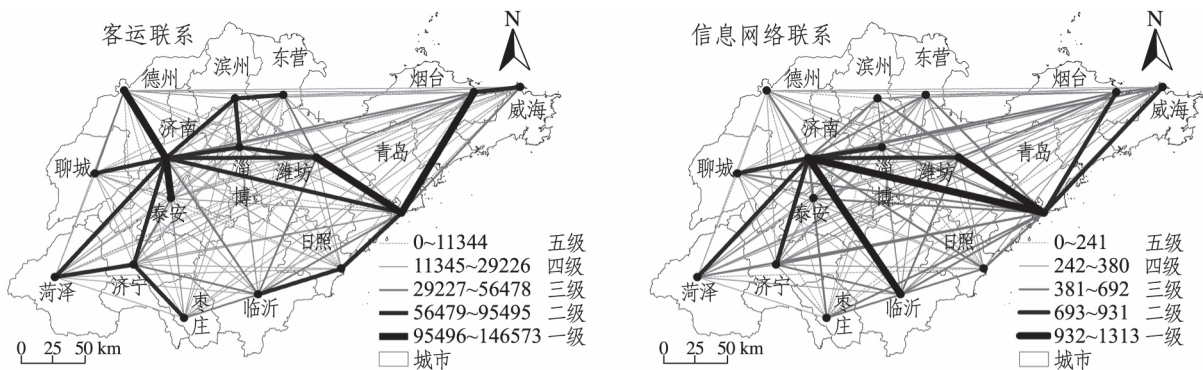 客运联系
N
德州
滨州
东营
烟台
威海
济南
青岛
聊城
淄
博
潍坊
泰安
日照
菏泽
济宁
枣
庄
临沂
0~11344 五级
11345~29226 四级
29227~56478 三级
56479~95495 二级
95496~146573 一级
城市
0 25 50 km
信息网络联系
N
德州
滨州
东营
烟台
威海
济南
青岛
聊城
淄
博
潍坊
泰安
日照
菏泽
济宁
枣
庄
临沂
0~241 五级
242~380 四级
381~692 三级
693~931 二级
932~1313 一级
城市
0 25 50 km